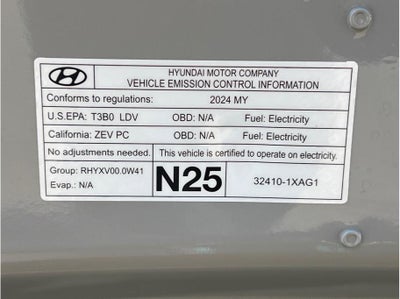 HYUNDAI MOTOR COMPANY
VEHICLE EMISSION CONTROL INFORMATION
Conforms to regulations: 2024 MY
U.S.EPA: T3B0 LDV OBD: N/A Fuel: Electricity
California: ZEV PC OBD: N/A Fuel: Electricity
No adjustments needed. This vehicle is certified to operate on electricity.
Group: RHYXV00.0W41
Evap.: N/A
N25
32410-1XAG1